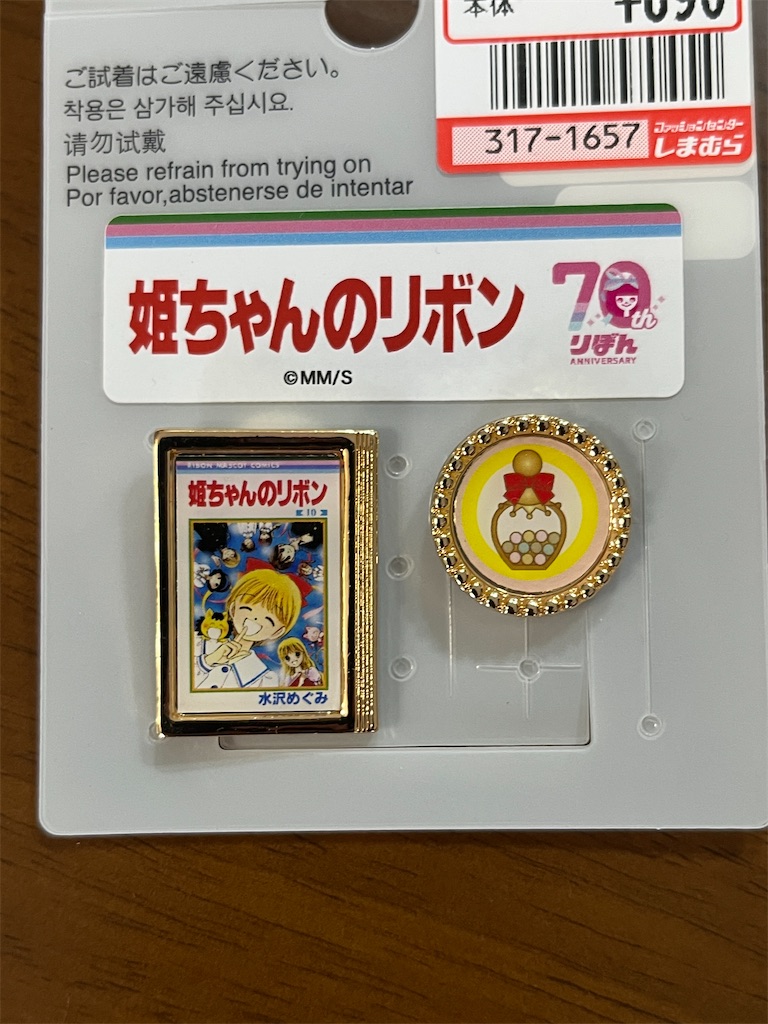 本体
ご試着はご遠慮ください。
착용은 삼가해 주십시요.
请勿试戴
Please refrain from trying on
Por favor,abstenerse de intentar
317-1657
ファッションセンター
しまむら
姫ちゃんのリボン
70th
りぼん
ANNIVERSARY
©MM/S
RIBON MASCOT COMICS
姫ちゃんのリボン
10
水沢めぐみ